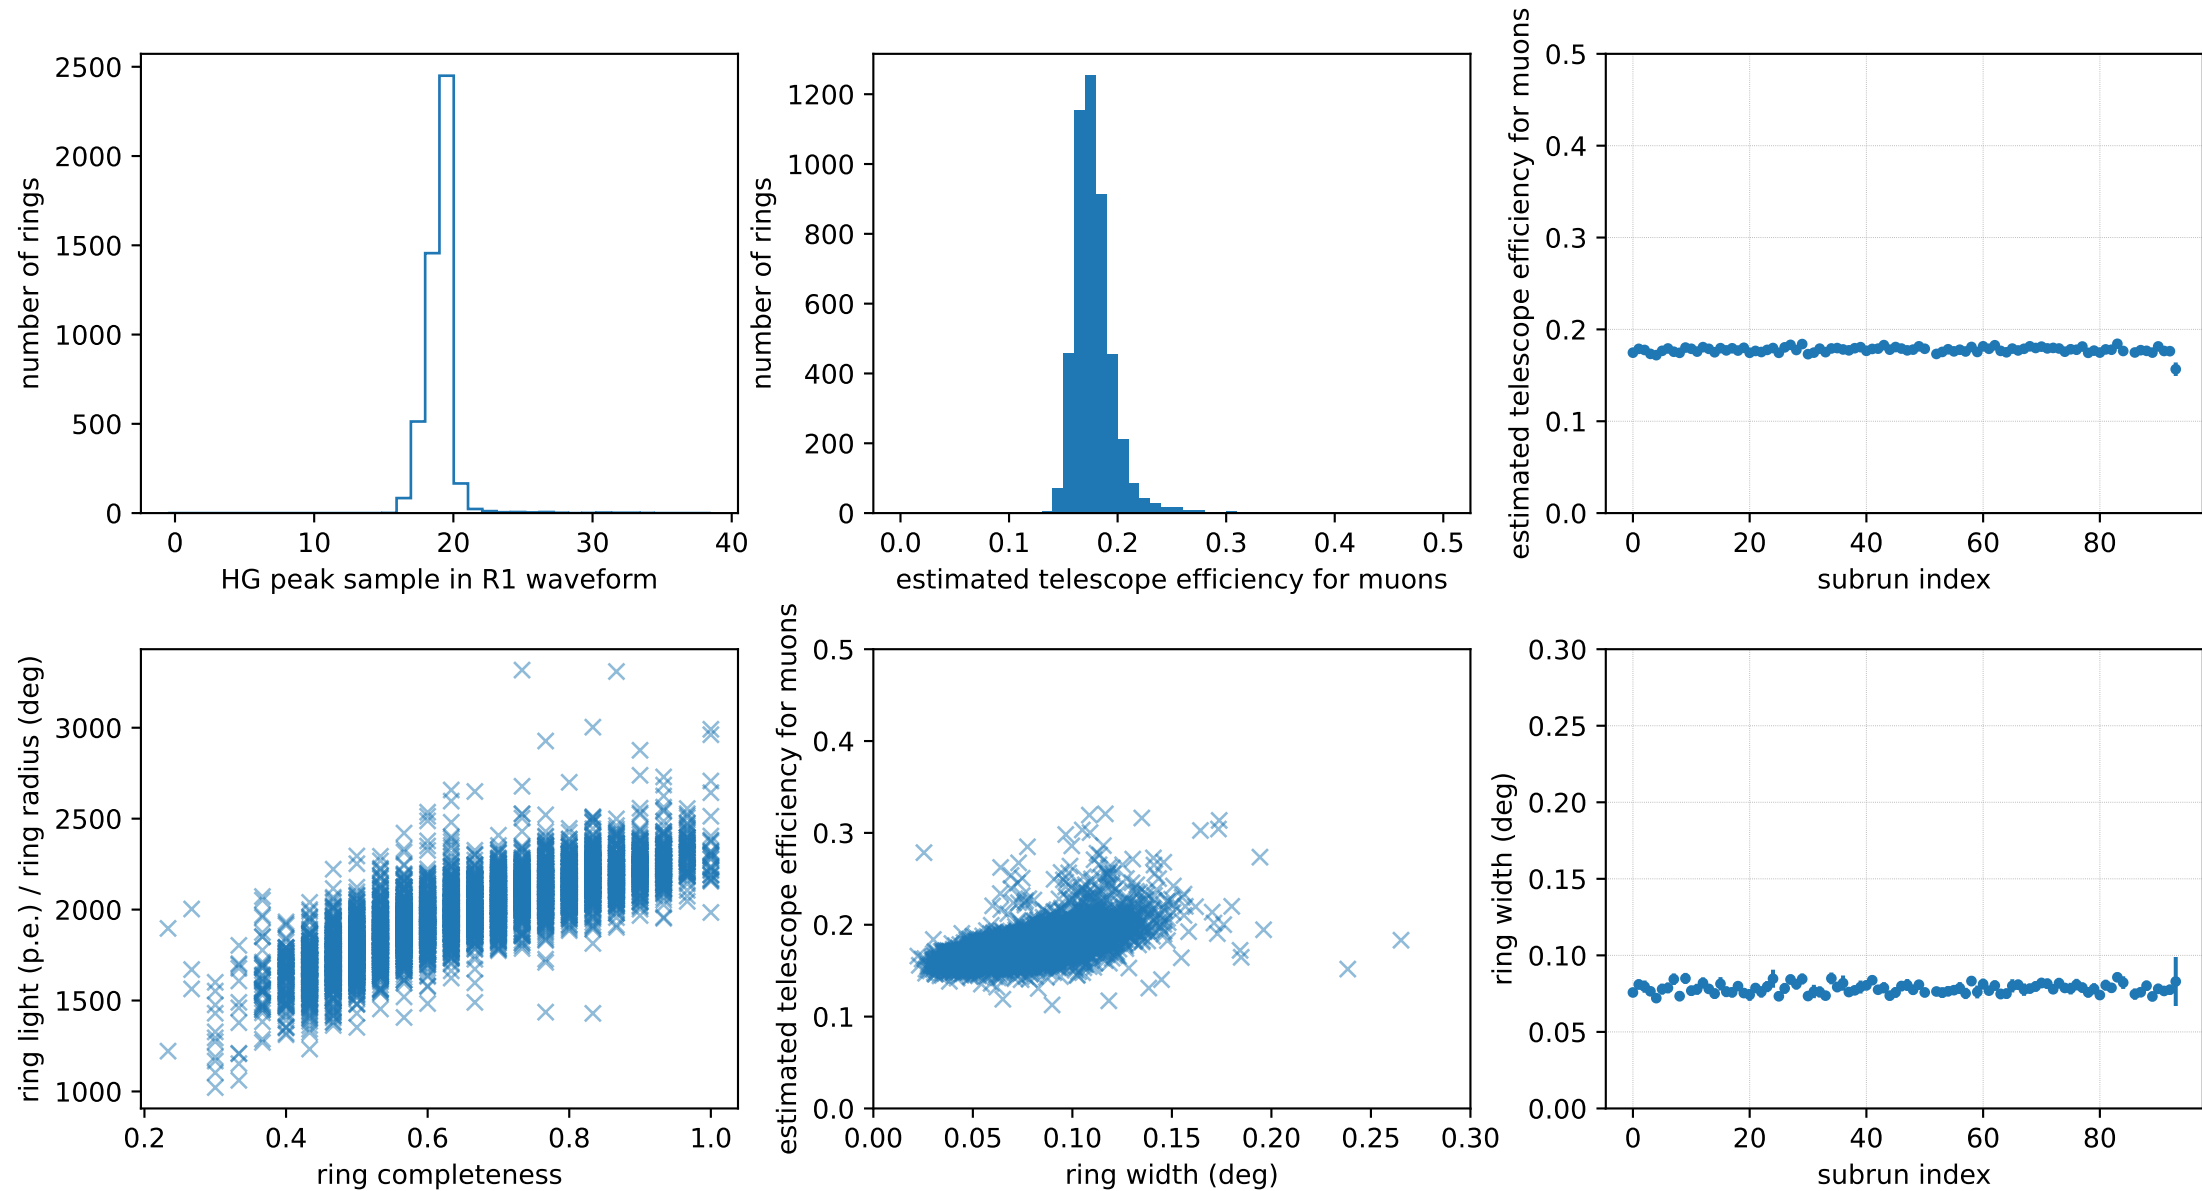 number of rings
2500
2000
1500
1000
500
0
0 10 20 30 40
HG peak sample in R1 waveform
number of rings
1200
1000
800
600
400
200
0
0.0 0.1 0.2 0.3 0.4 0.5
estimated telescope efficiency for muons
estimated telescope efficiency for muons
0.5
0.4
0.3
0.2
0.1
0.0
0 20 40 60 80
subrun index
ring light (p.e.) / ring radius (deg)
3000
2500
2000
1500
1000
0.2 0.4 0.6 0.8 1.0
ring completeness
estimated telescope efficiency for muons
0.5
0.4
0.3
0.2
0.1
0.0
0.00 0.05 0.10 0.15 0.20 0.25 0.30
ring width (deg)
ring width (deg)
0.30
0.25
0.20
0.15
0.10
0.05
0.00
0 20 40 60 80
subrun index